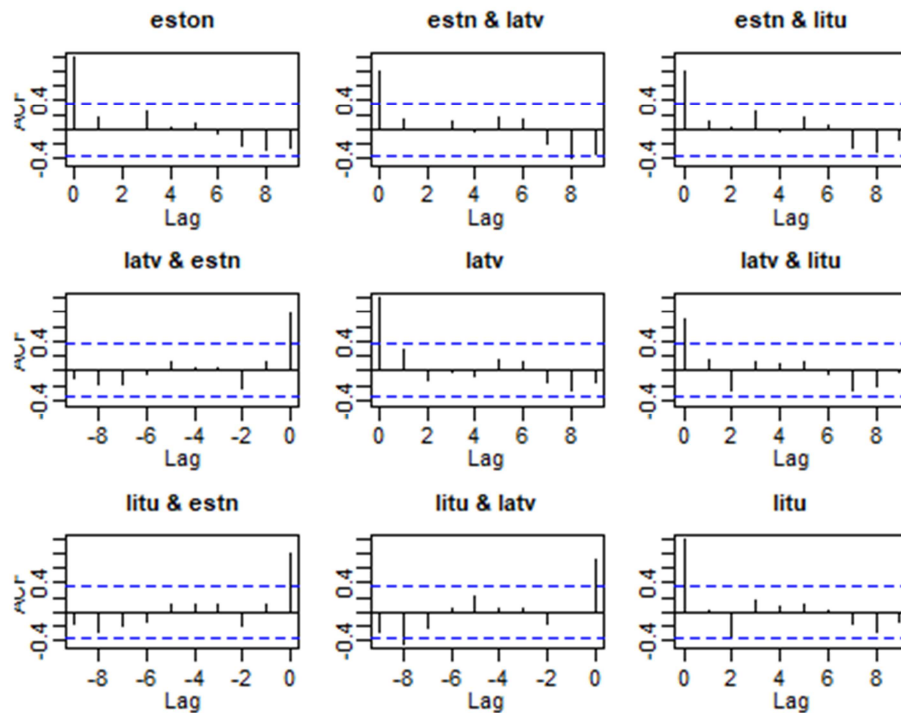 eston estn & latv estn & litu
ACF 0.4 -0.4 0.4 -0.4 0.4 -0.4
0 2 4 6 8 0 2 4 6 8 0 2 4 6 8
Lag Lag Lag
latv & estn latv latv & litu
ACF 0.4 -0.4 0.4 -0.4 0.4 -0.4
-8 -6 -4 -2 0 0 2 4 6 8 0 2 4 6 8
Lag Lag Lag
litu & estn litu & latv litu
ACF 0.4 -0.4 0.4 -0.4 0.4 -0.4
-8 -6 -4 -2 0 -8 -6 -4 -2 0 0 2 4 6 8
Lag Lag Lag